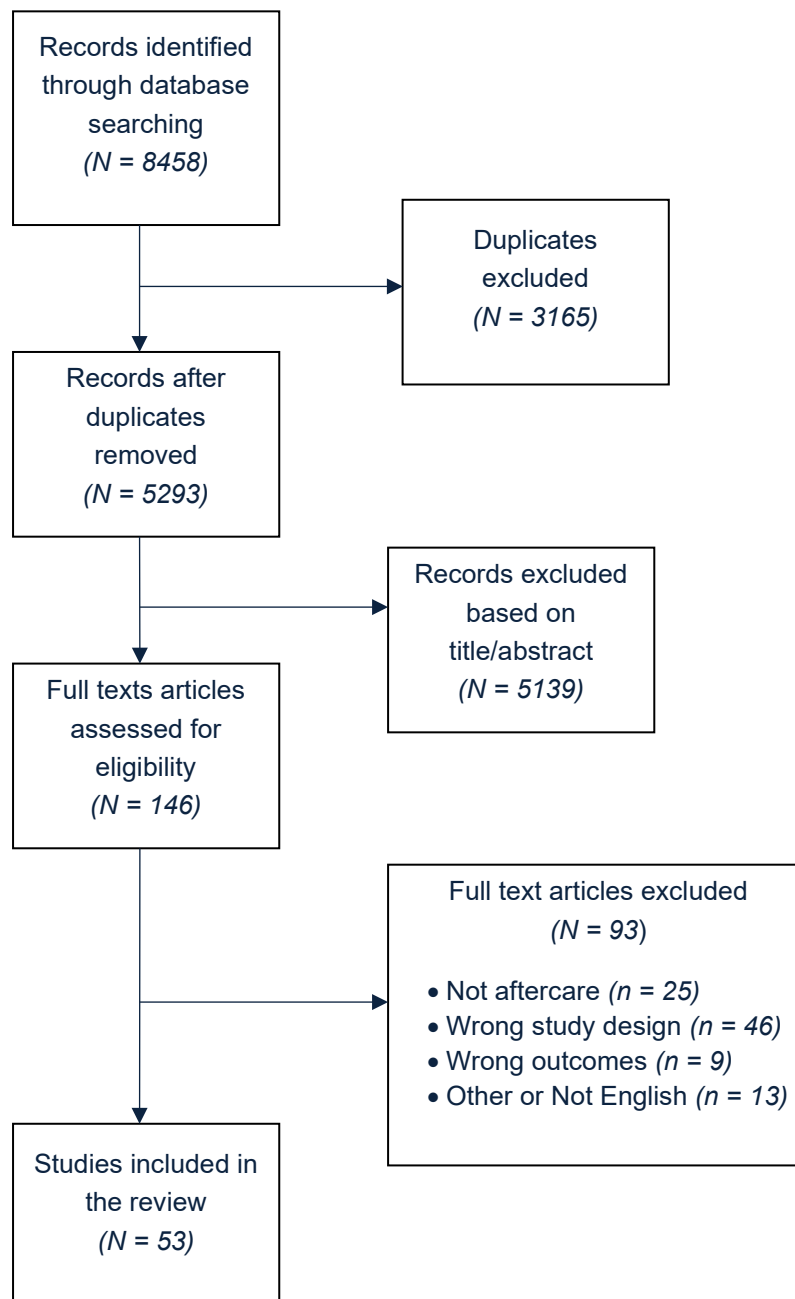 Records identified
through database
searching
(N = 8458)
Duplicates
excluded
(N = 3165)
Records after
duplicates
removed
(N = 5293)
Records excluded
based on
title/abstract
(N = 5139)
Full texts articles
assessed for
eligibility
(N = 146)
Full text articles excluded
(N = 93)
• Not aftercare (n = 25)
• Wrong study design (n = 46)
• Wrong outcomes (n = 9)
• Other or Not English (n = 13)
Studies included in
the review
(N = 53)